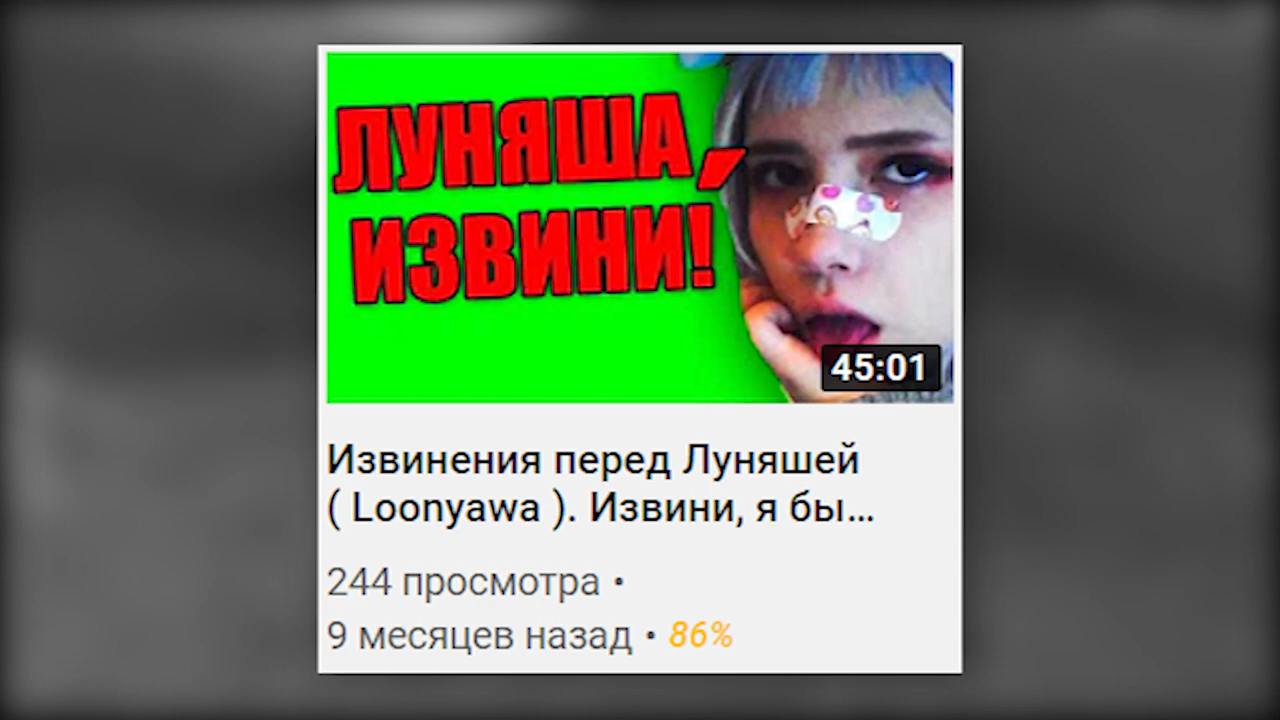 ЛУНЯША,
ИЗВИНИ!
45:01
Извинения перед Луняшей
( Loonyawa ). Извини, я бы...
244 просмотра •
9 месяцев назад • 86%